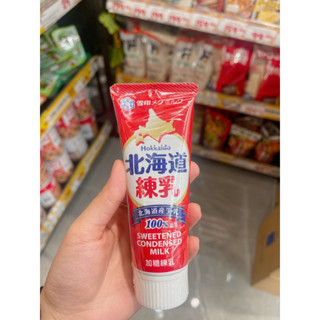 雪印メグミルク
Hokkaido
北海道
練乳
北海道産生乳
100%
SWEETENED
CONDENSED
MILK
加糖練乳